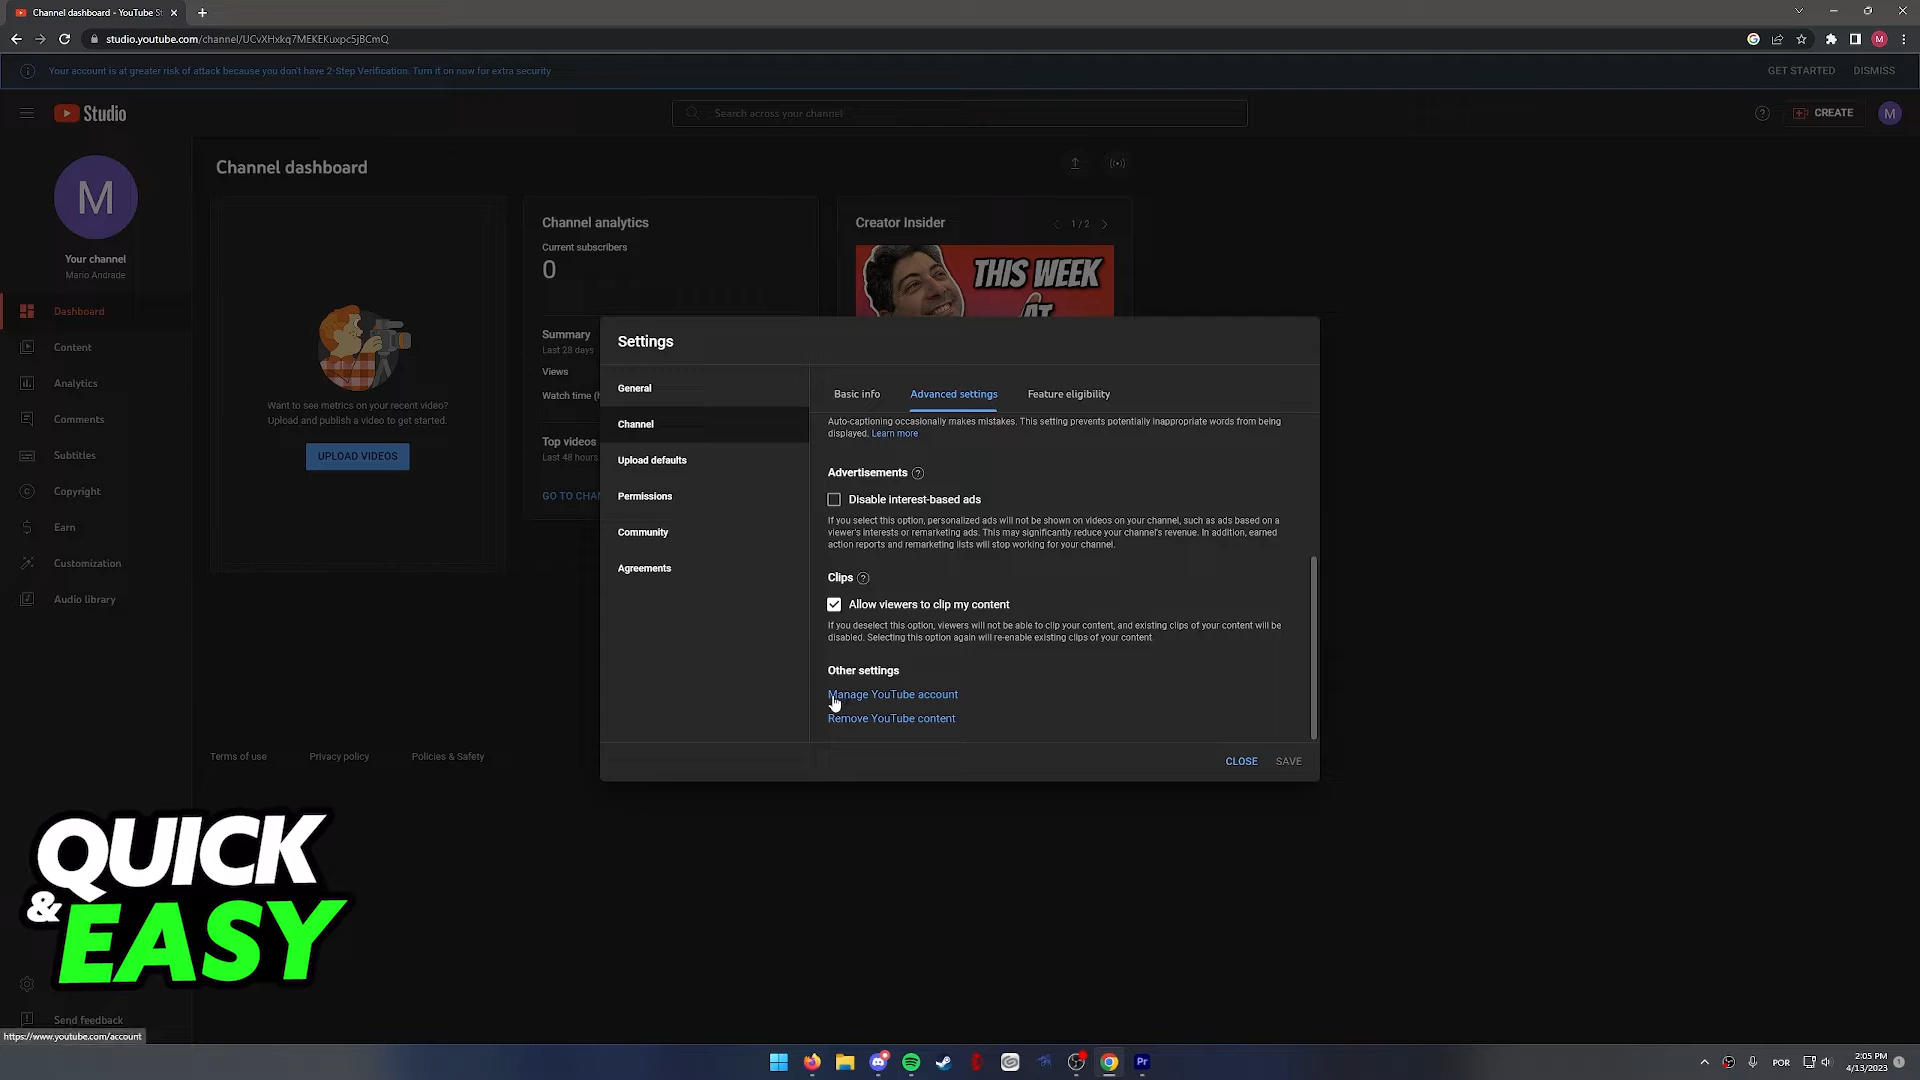 Channel dashboard - YouTube St
studio.youtube.com/channel/UCvXHxkq7MEKEKuxpc5jBCmQ
M
Your account is at greater risk of attack because you don't have 2-Step Verification. Turn it on now for extra security
GET STARTED
DISMISS
Studio
Search across your channel
CREATE
M
M
Your channel
Mario Andrade
Dashboard
Content
Analytics
Comments
Subtitles
Copyright
Earn
Customization
Audio library
Send feedback
Channel dashboard
Want to see metrics on your recent video?
Upload and publish a video to get started.
UPLOAD VIDEOS
Channel analytics
Current subscribers
0
Summary
Last 28 days
Views
Watch time (h
Top videos
Last 48 hours
GO TO CHAN
Creator Insider
1 / 2
THIS WEEK
AT
Settings
General
Channel
Upload defaults
Permissions
Community
Agreements
Basic info
Advanced settings
Feature eligibility
Auto-captioning occasionally makes mistakes. This setting prevents potentially inappropriate words from being
displayed. Learn more
Advertisements
Disable interest-based ads
If you select this option, personalized ads will not be shown on videos on your channel, such as ads based on a
viewer's interests or remarketing ads. This may significantly reduce your channel's revenue. In addition, earned
action reports and remarketing lists will stop working for your channel.
Clips
Allow viewers to clip my content
If you deselect this option, viewers will not be able to clip your content, and existing clips of your content will be
disabled. Selecting this option again will re-enable existing clips of your content.
Other settings
Manage YouTube account
Remove YouTube content
CLOSE
SAVE
Terms of use
Privacy policy
Policies & Safety
QUICK
& EASY
https://www.youtube.com/account
Pr
POR
2:05 PM
4/13/2023
1